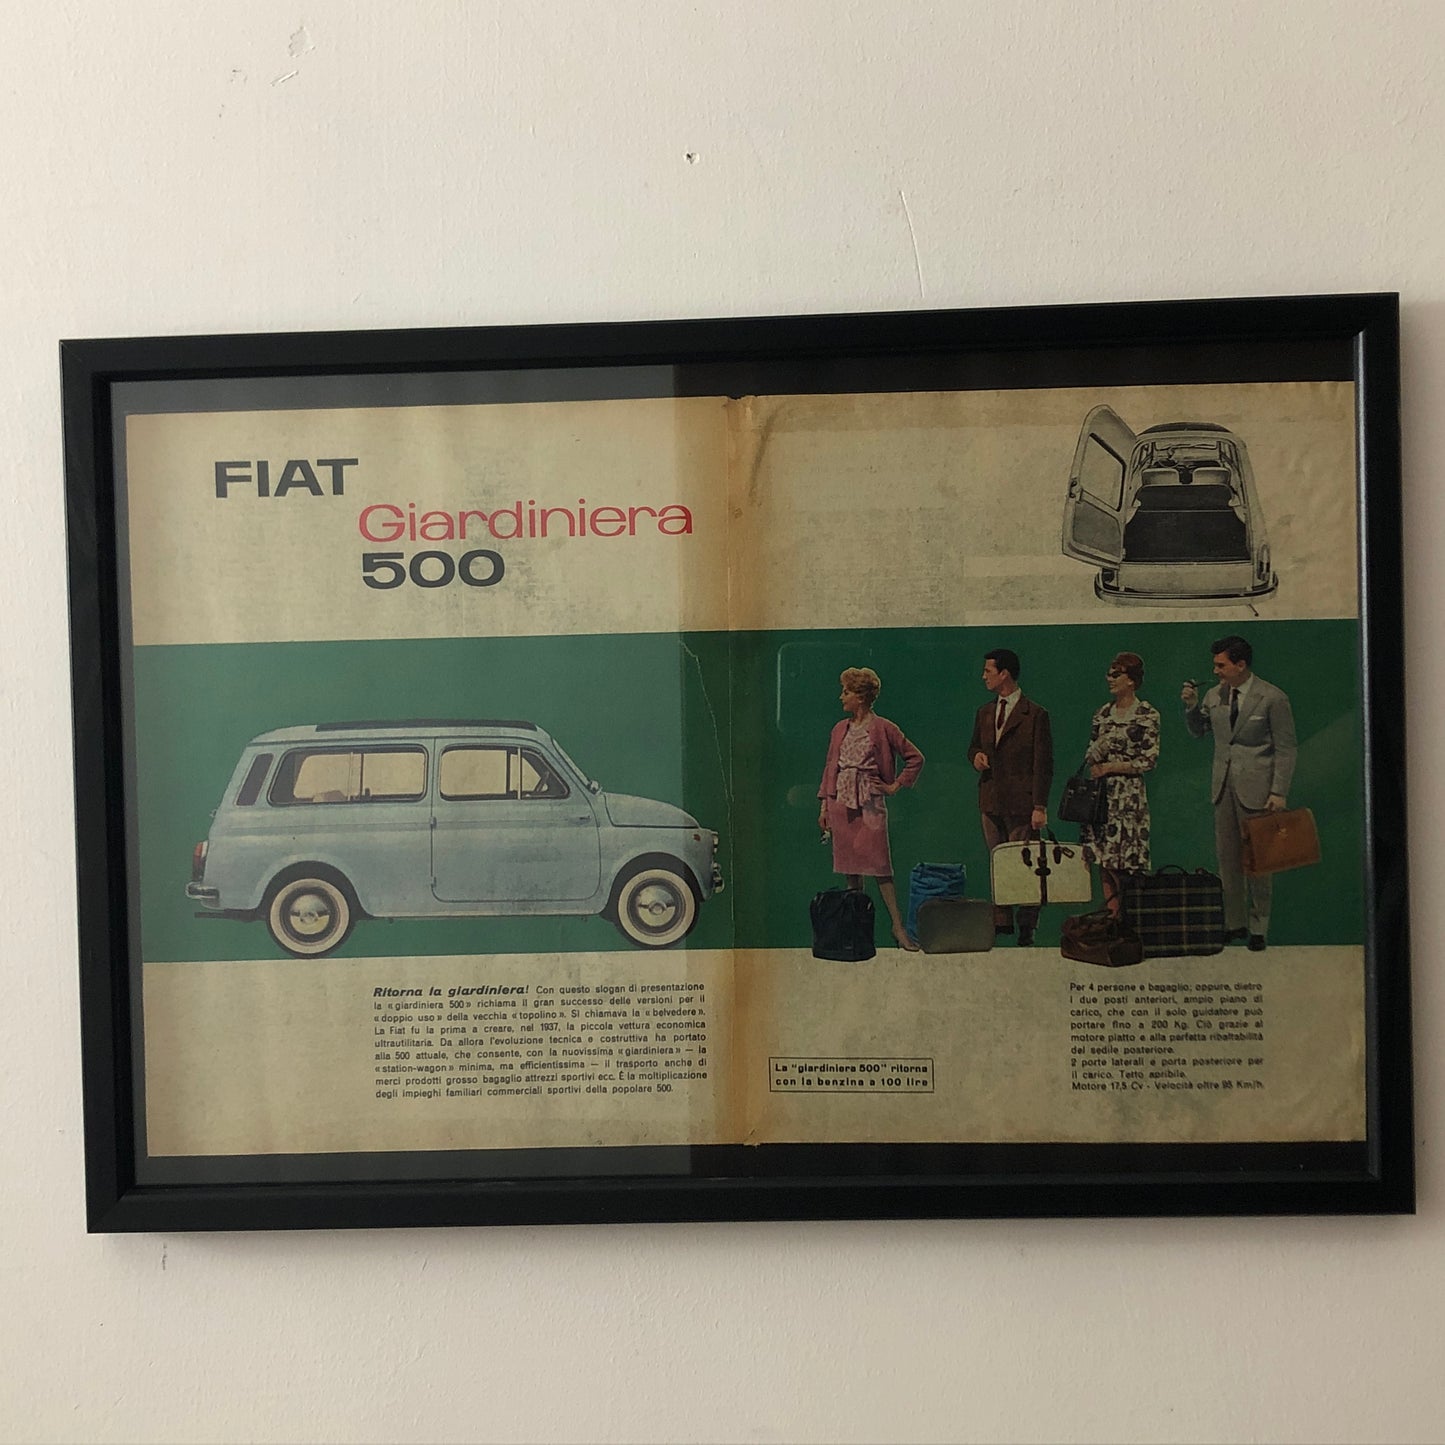 FIAT
Giardiniera
500
Ritorna la giardiniera! Con questo slogan di presentazione
la « giardiniera 500 » richiama il gran successo delle versioni per il
« doppio uso » della vecchia « topolino ». Si chiamava la « belvedere ».
La Fiat fu la prima a creare, nel 1937, la piccola vettura economica
ultrautilitaria. Da allora l'evoluzione tecnica e costruttiva ha portato
alla 500 attuale, che consente, con la nuovissima « giardiniera » — la
« station-wagon » minima, ma efficientissima — il trasporto anche di
merci prodotti grosso bagaglio attrezzi sportivi ecc. È la moltiplicazione
degli impieghi familiari commerciali sportivi della popolare 500.
La "giardiniera 500" ritorna
con la benzina a 100 lire
Per 4 persone e bagaglio; oppure, dietro
i due posti anteriori, ampio piano di
carico, che con il solo guidatore può
portare fino a 200 Kg. Ciò grazie al
motore piatto e alla perfetta ribaltabilità
del sedile posteriore.
2 porte laterali e porta posteriore per
il carico. Tetto apribile.
Motore 17,5 Cv - Velocità oltre 95 Km/h.